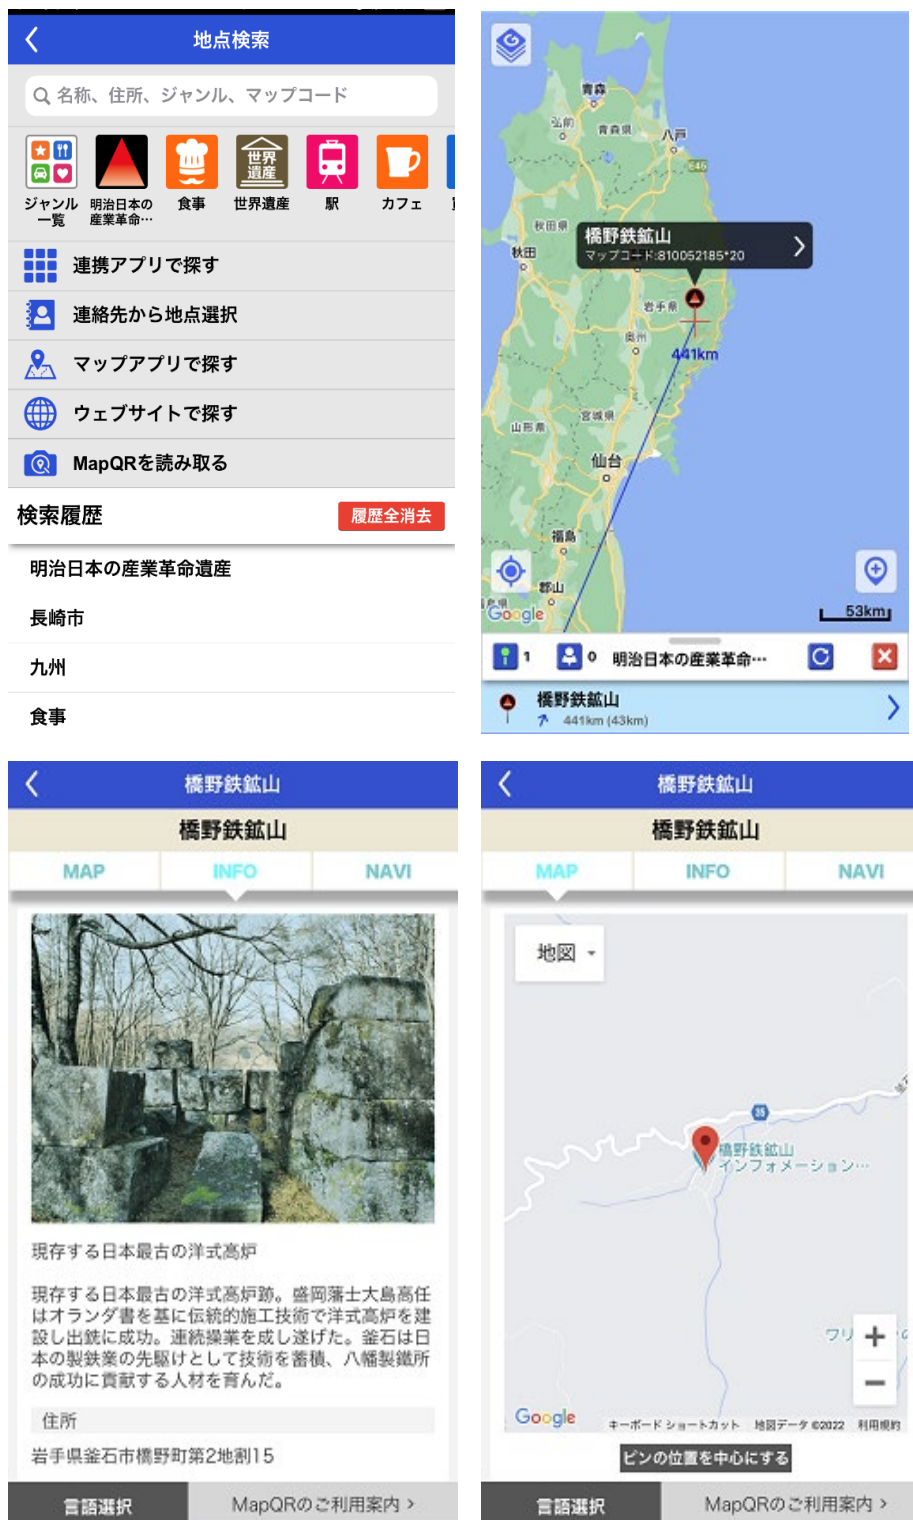 地点検索
名称、住所、ジャンル、マップコード
世界
遺産
ジャンル
一覧
明治日本の
産業革命…
食事
世界遺産
駅
カフェ
連携アプリで探す
連絡先から地点選択
マップアプリで探す
ウェブサイトで探す
MapQRを読み取る
検索履歴
履歴全消去
明治日本の産業革命遺産
長崎市
九州
食事
青森
弘前
青森県
八戸
E45
秋田県
秋田
橋野鉄鉱山
マップコード:810052185*20
岩手県
奥州
441km
宮城県
山形県
仙台
福島
郡山
Google
53km
1
0
明治日本の産業革命…
橋野鉄鉱山
441km (43km)
橋野鉄鉱山
橋野鉄鉱山
MAP
INFO
NAVI
現存する日本最古の洋式高炉
現存する日本最古の洋式高炉跡。盛岡藩士大島高任
はオランダ書を基に伝統的施工技術で洋式高炉を建
設し出銑に成功。連続操業を成し遂げた。釜石は日
本の製鉄業の先駆けとして技術を蓄積、八幡製鐵所
の成功に貢献する人材を育んだ。
住所
岩手県釜石市橋野町第2地割15
言語選択
MapQRのご利用案内 >
橋野鉄鉱山
橋野鉄鉱山
MAP
INFO
NAVI
地図
35
橋野鉄鉱山
インフォメーション…
ワリ
+
−
Google
キーボード ショートカット
地図データ ©2022
利用規約
ピンの位置を中心にする
言語選択
MapQRのご利用案内 >